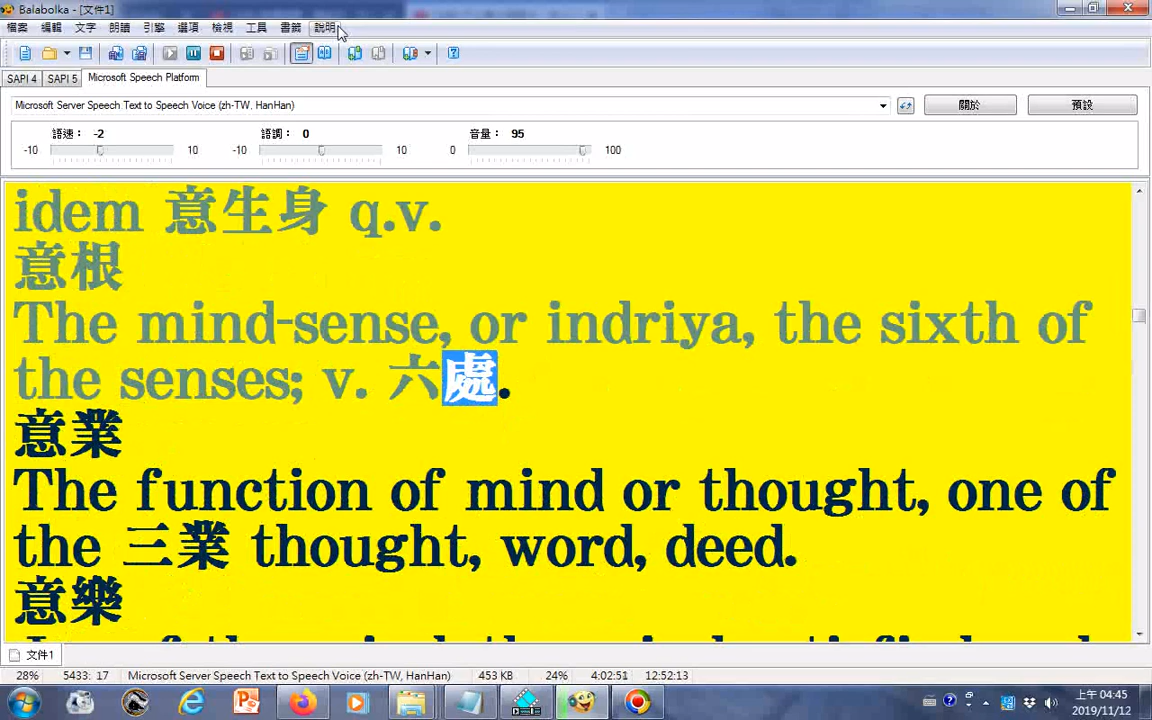 Balabolka - [文件1]
檔案 編輯 文字 朗讀 引擎 選項 檢視 工具 書籤 說明
SAPI 4 SAPI 5 Microsoft Speech Platform
Microsoft Server Speech Text to Speech Voice (zh-TW, HanHan) 關於 預設
語速： -2 語調： 0 音量： 95
-10 10 -10 10 0 100
idem 意生身 q.v.
意根
The mind-sense, or indriya, the sixth of
the senses; v. 六處.
意業
The function of mind or thought, one of
the 三業 thought, word, deed.
意樂
文件1
28% 5433: 17 Microsoft Server Speech Text to Speech Voice (zh-TW, HanHan) 453 KB 24% 4:02:51 12:52:13
上午 04:45
2019/11/12